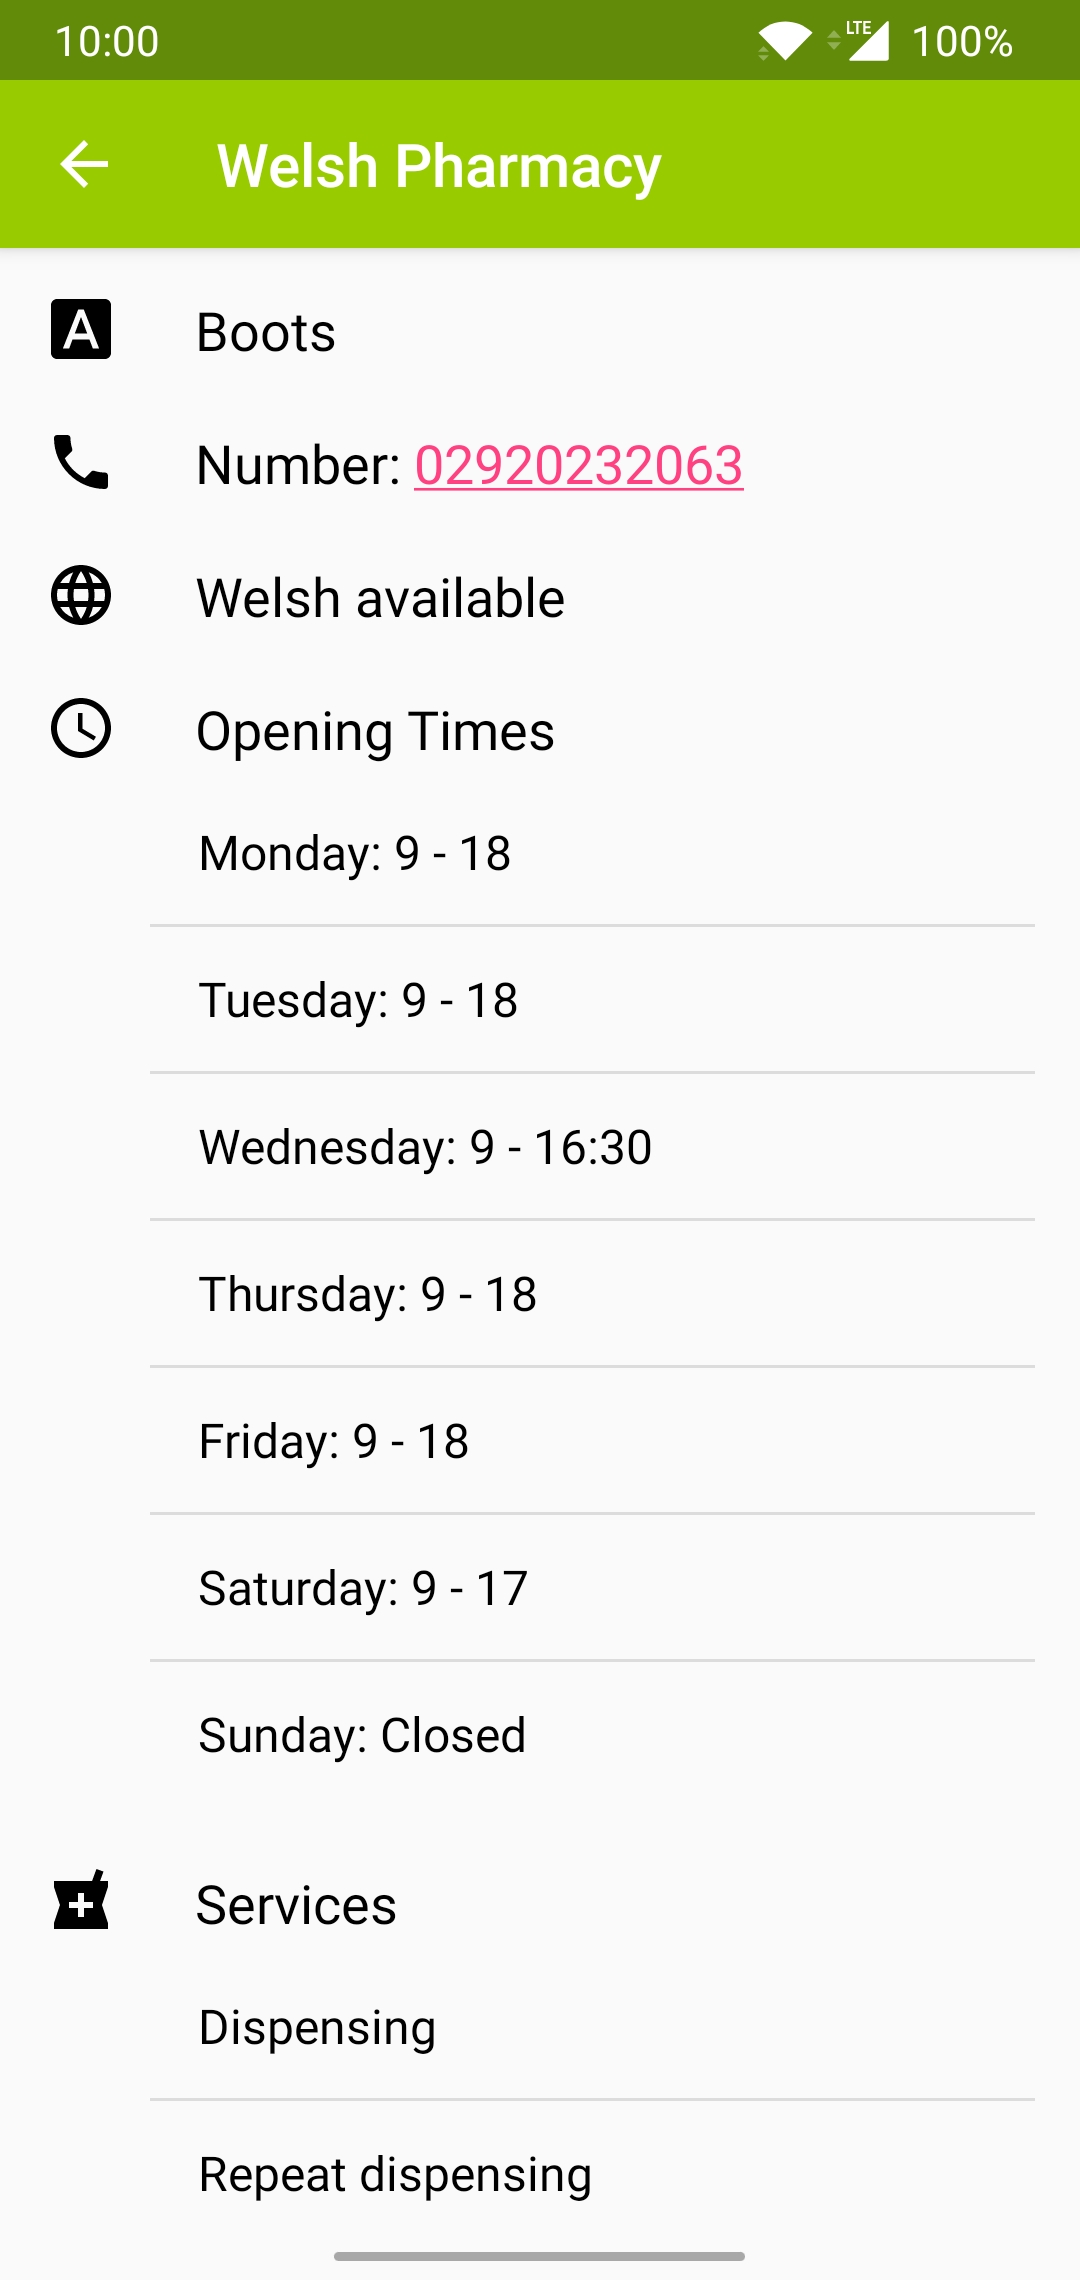 10:00
LTE 100%
Welsh Pharmacy
A Boots
Number: 02920232063
Welsh available
Opening Times
Monday: 9 - 18
Tuesday: 9 - 18
Wednesday: 9 - 16:30
Thursday: 9 - 18
Friday: 9 - 18
Saturday: 9 - 17
Sunday: Closed
Services
Dispensing
Repeat dispensing